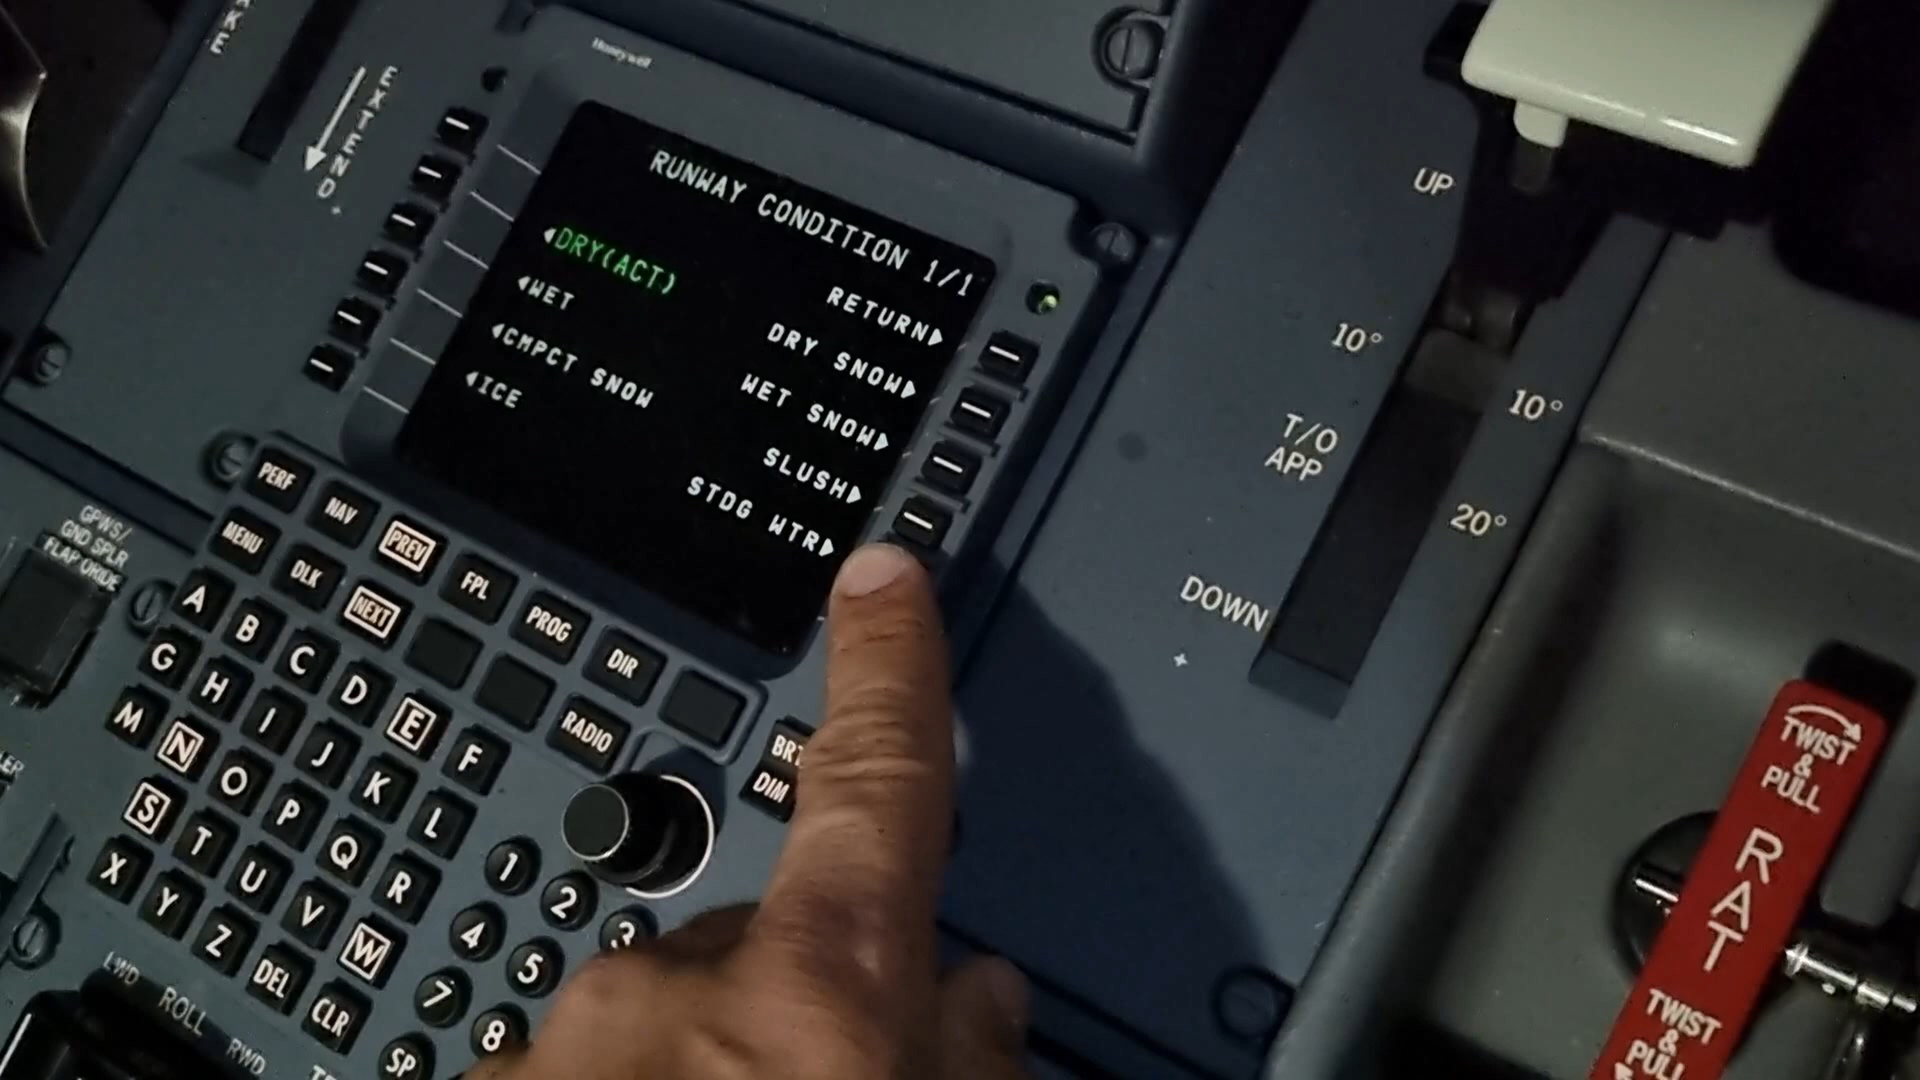 Honeywell
EXTEND
RUNWAY CONDITION 1/1
DRY(ACT)
RETURN
WET
DRY SNOW
CMPCT SNOW
WET SNOW
ICE
SLUSH
STDG WTR
PERF
NAV
PREV
FPL
PROG
DIR
MENU
DLK
NEXT
RADIO
BRT
DIM
A B C D E F
G H I J K L
M N O P Q R
S T U V W
X Y Z DEL CLR
SP
1 2 3
4 5
7 8
GPWS/
GND SPLR
FLAP ORIDE
LWD ROLL RWD
UP
10°
10°
T/O
APP
20°
DOWN
TWIST
&
PULL
RAT
TWIST
&
PULL